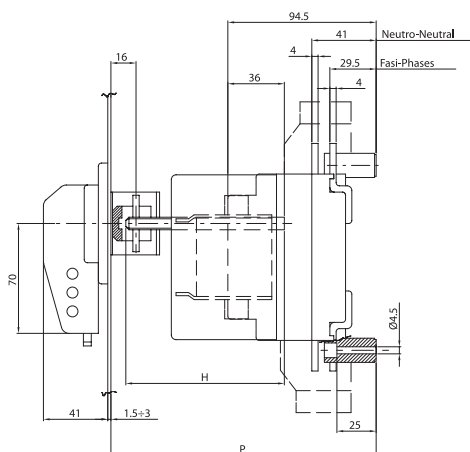 94.5
41 Neutro-Neutral
4 29.5 Fasi-Phases
16 36 4
70
Ø4.5
H
41 1.5÷3 25
P